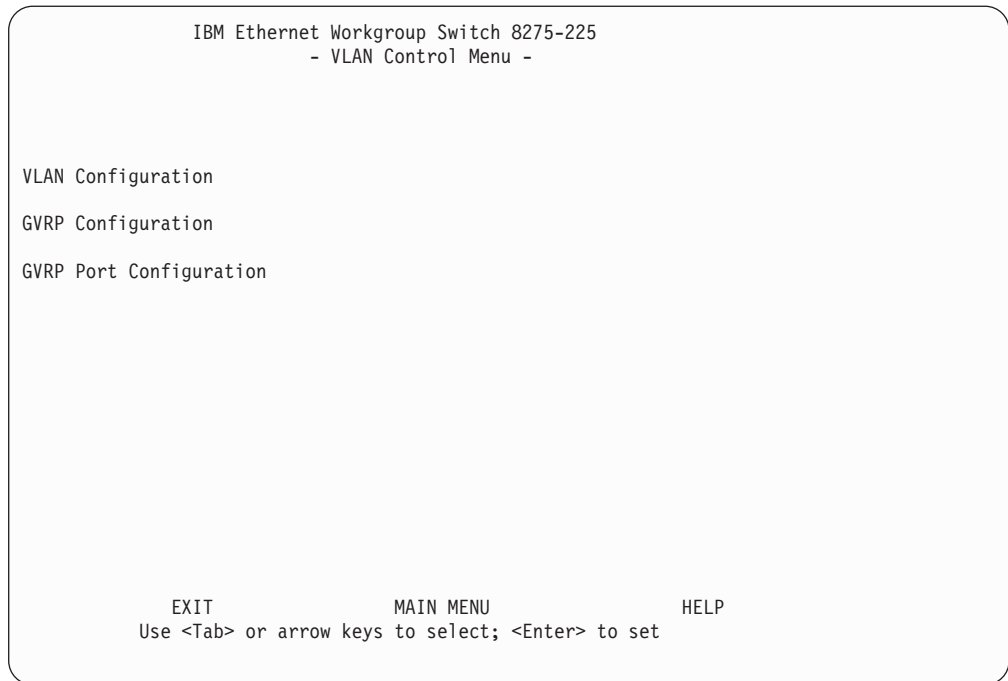 IBM Ethernet Workgroup Switch 8275-225
- VLAN Control Menu -
VLAN Configuration
GVRP Configuration
GVRP Port Configuration
EXIT MAIN MENU HELP
Use <Tab> or arrow keys to select; <Enter> to set